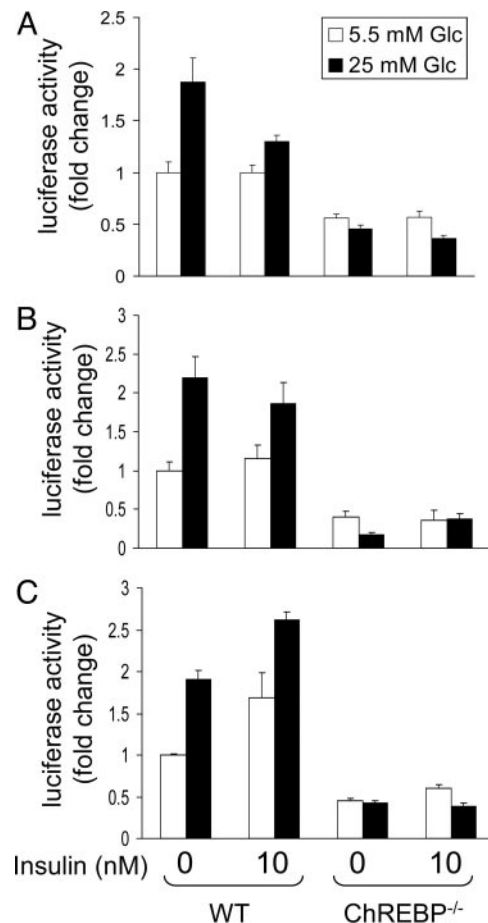 A
5.5 mM Glc
25 mM Glc
luciferase activity
(fold change)
2.5
2
1.5
1
0.5
0
B
luciferase activity
(fold change)
3
2.5
2
1.5
1
0.5
0
C
luciferase activity
(fold change)
3
2.5
2
1.5
1
0.5
0
Insulin (nM) 0 10 0 10
WT ChREBP-/-